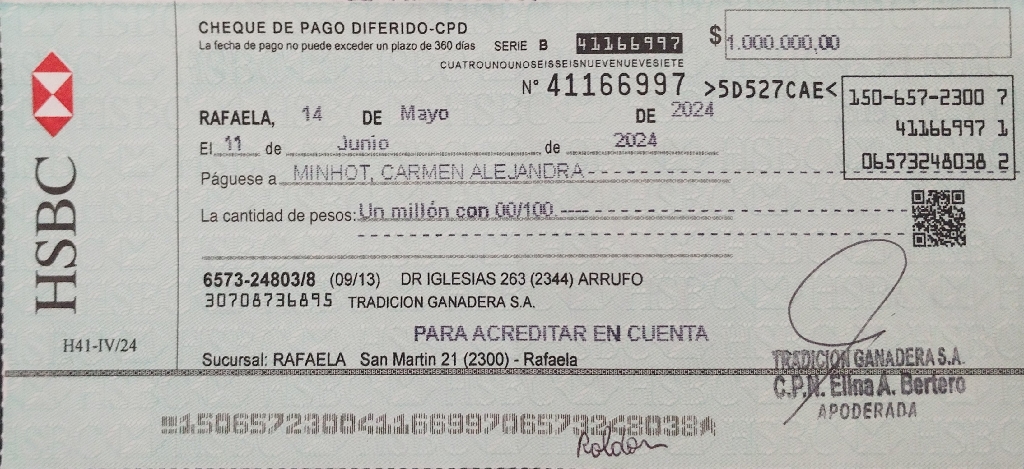 CHEQUE DE PAGO DIFERIDO-CPD
La fecha de pago no puede exceder un plazo de 360 días SERIE B 41166997 $ 1.000.000,00
CUATROUNOUNOSEISSEISNUEVENUEVESIETE
N° 41166997 >5D527CAE<
150-657-2300 7
41166997 1
06573248038 2
RAFAELA, 14 DE Mayo DE 2024
El 11 de Junio de 2024
Páguese a MINHOT, CARMEN ALEJANDRA
La cantidad de pesos: Un millón con 00/100
HSBC
6573-24803/8 (09/13) DR IGLESIAS 263 (2344) ARRUFO
30708736895 TRADICION GANADERA S.A.
PARA ACREDITAR EN CUENTA
H41-IV/24
Sucursal: RAFAELA San Martin 21 (2300) - Rafaela
TRADICION GANADERA S.A.
C.P.N. Elina A. Bertero
APODERADA
15065723004116699706573248038
Roldan